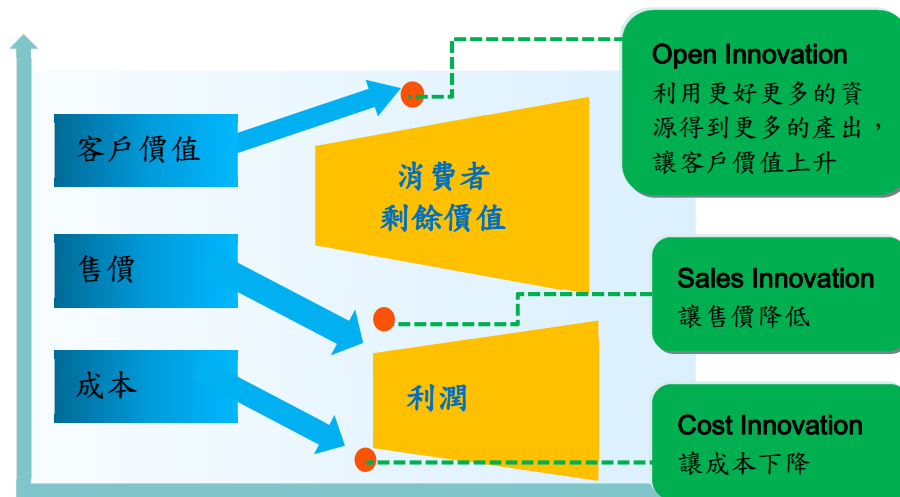 客戶價值
售價
成本
消費者
剩餘價值
利潤
Open Innovation
利用更好更多的資
源得到更多的產出，
讓客戶價值上升
Sales Innovation
讓售價降低
Cost Innovation
讓成本下降